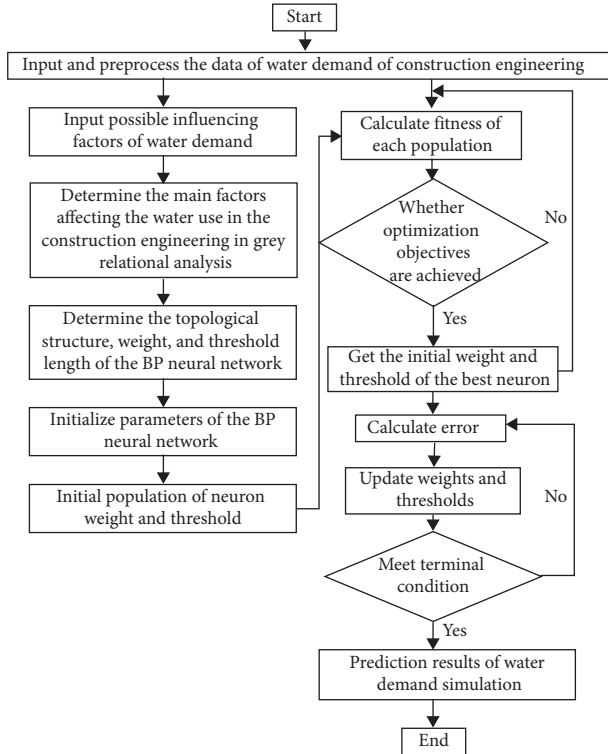 Start
Input and preprocess the data of water demand of construction engineering
Input possible influencing
factors of water demand
Determine the main factors
affecting the water use in the
construction engineering in grey
relational analysis
Determine the topological
structure, weight, and threshold
length of the BP neural network
Initialize parameters of the BP
neural network
Initial population of neuron
weight and threshold
Calculate fitness of
each population
Whether
optimization
objectives
are achieved
No
Yes
Get the initial weight and
threshold of the best neuron
Calculate error
Update weights and
thresholds
No
Meet terminal
condition
Yes
Prediction results of water
demand simulation
End